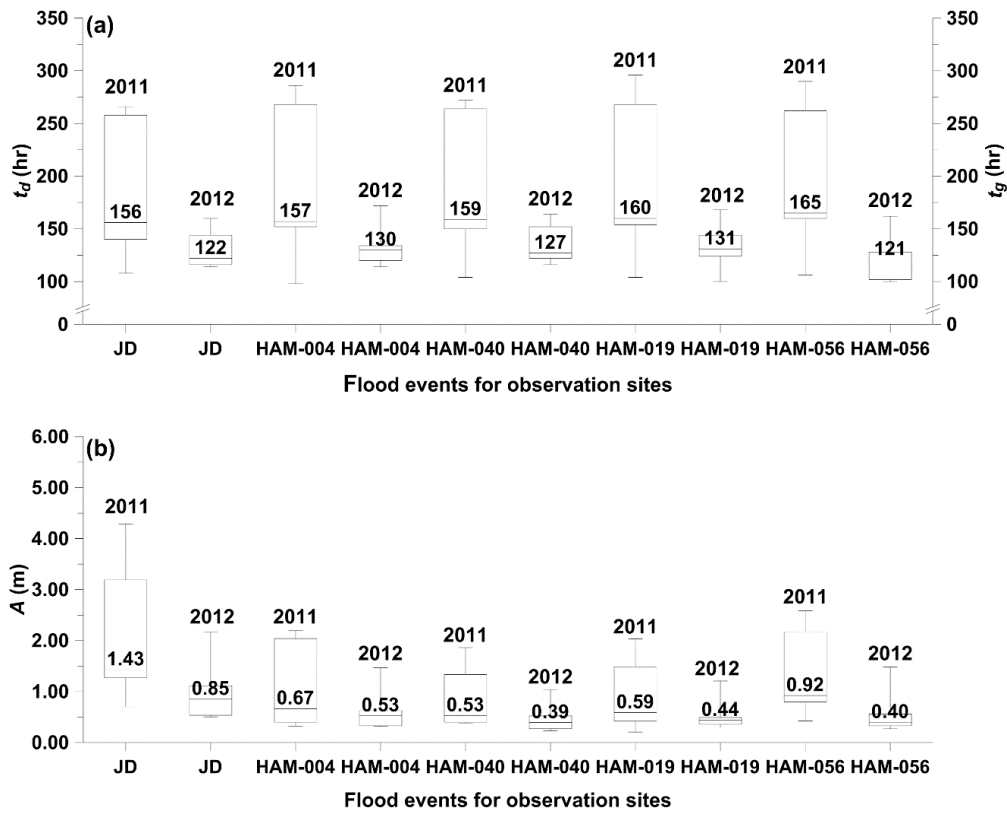 350 (a) 350
2011
2011 2011
300 2011 2011 300
250 250
t_d (hr) t_g (hr)
200 2012 2012 2012 2012 2012 200
156 157 159 160 165
150 122 130 127 131 121 150
100 100
0 0
JD JD HAM-004 HAM-004 HAM-040 HAM-040 HAM-019 HAM-019 HAM-056 HAM-056
Flood events for observation sites
6.00 (b)
5.00
2011
4.00
A (m)
3.00
2012 2011 2011 2011 2011
2.00
2012 2012 2012 2012
1.43
1.00 0.85 0.67 0.53 0.53 0.39 0.59 0.44 0.92 0.40
0.00
JD JD HAM-004 HAM-004 HAM-040 HAM-040 HAM-019 HAM-019 HAM-056 HAM-056
Flood events for observation sites